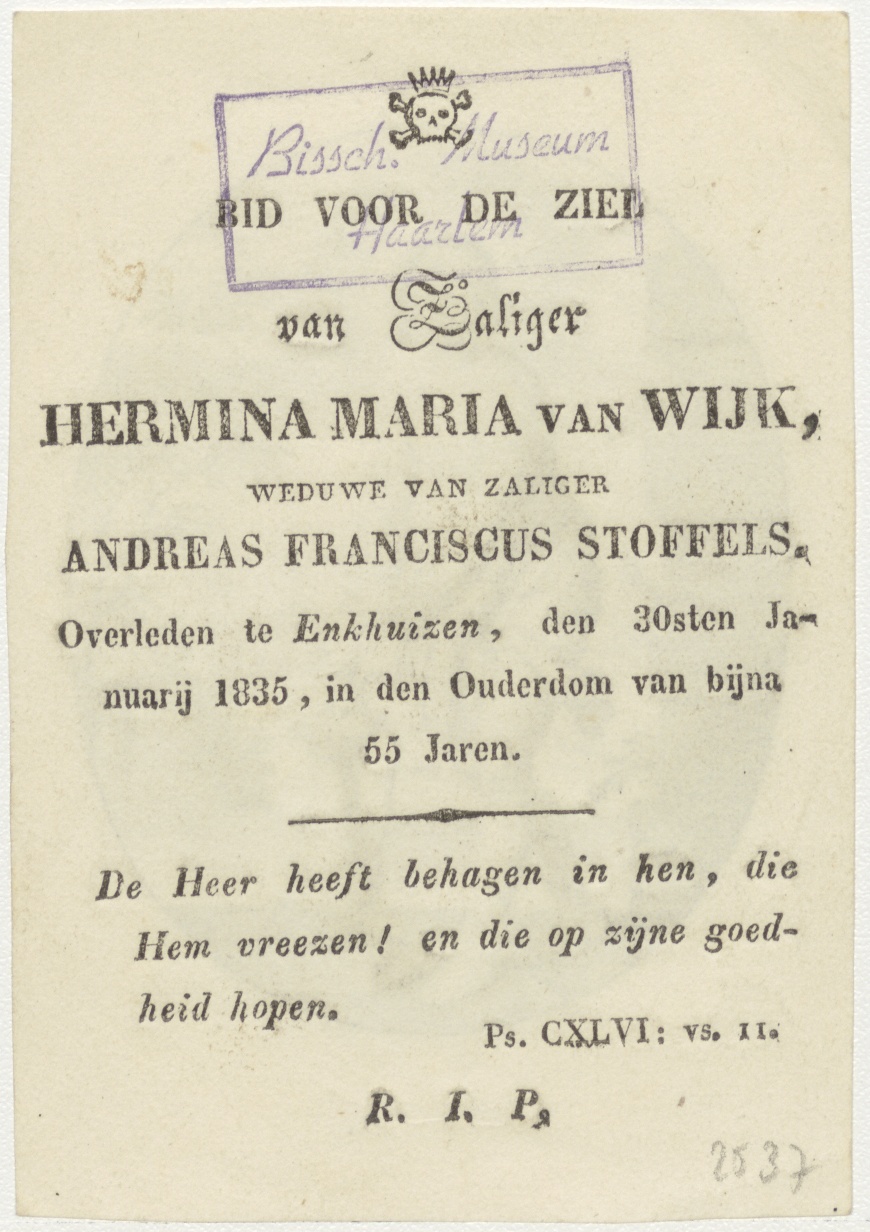 Bissch. Museum
Haarlem
BID VOOR DE ZIEL
van Zaliger
HERMINA MARIA VAN WIJK,
WEDUWE VAN ZALIGER
ANDREAS FRANCISCUS STOFFELS.
Overleden te Enkhuizen, den 30sten Ja-
nuarij 1835, in den Ouderdom van bijna
55 Jaren.
De Heer heeft behagen in hen, die
Hem vreezen! en die op zijne goed-
heid hopen.
Ps. CXLVI: vs. 11.
R. I. P.
2537